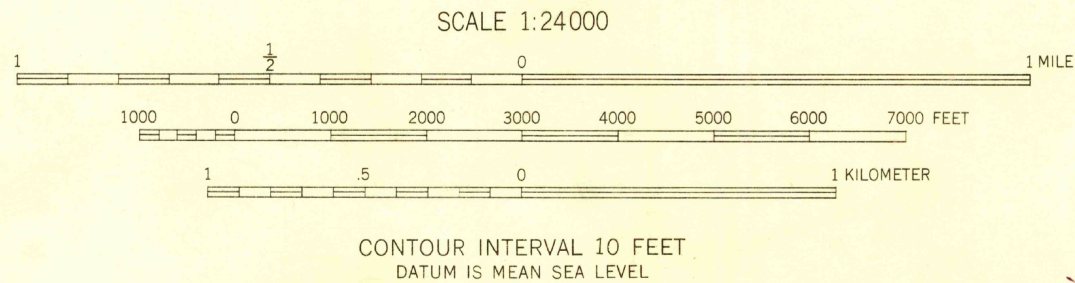 SCALE 1:24000
1 ½ 0 1 MILE
1000 0 1000 2000 3000 4000 5000 6000 7000 FEET
1 .5 0 1 KILOMETER
CONTOUR INTERVAL 10 FEET
DATUM IS MEAN SEA LEVEL